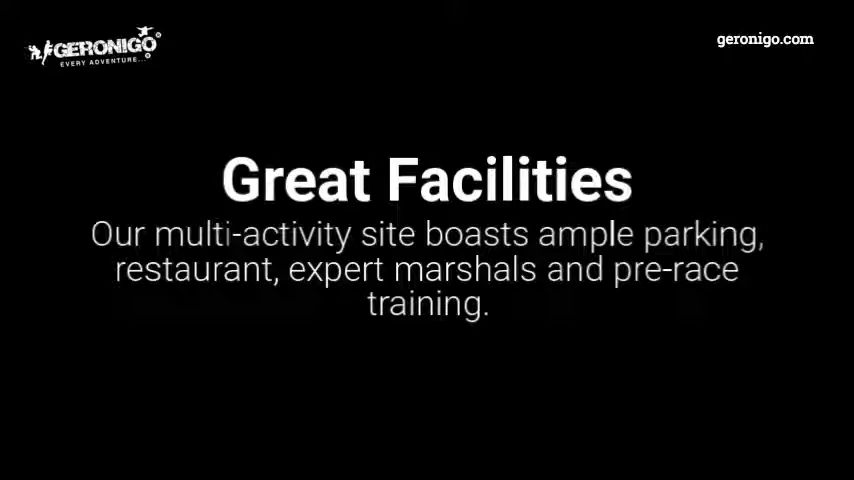 GERONIGO
EVERY ADVENTURE...
geronigo.com
Great Facilities
Our multi-activity site boasts ample parking,
restaurant, expert marshals and pre-race
training.